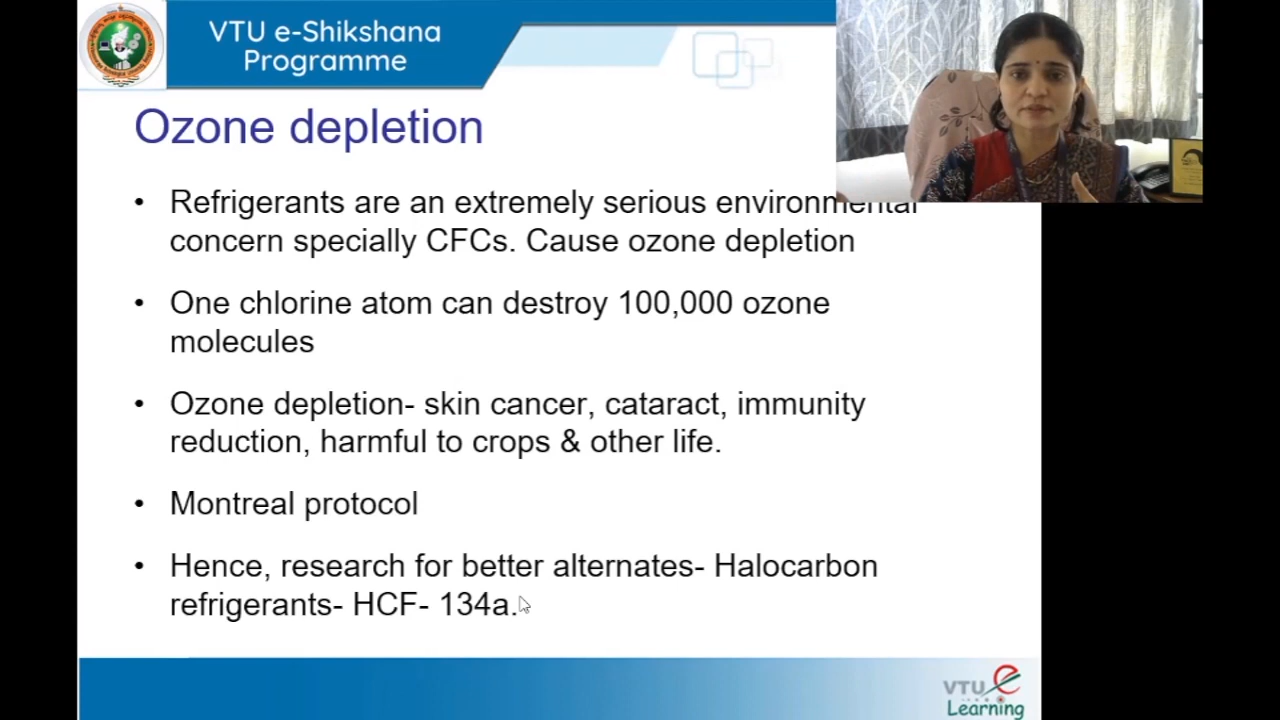 VTU e-Shikshana
Programme
Ozone depletion
• Refrigerants are an extremely serious environmental
concern specially CFCs. Cause ozone depletion
• One chlorine atom can destroy 100,000 ozone
molecules
• Ozone depletion- skin cancer, cataract, immunity
reduction, harmful to crops & other life.
• Montreal protocol
• Hence, research for better alternates- Halocarbon
refrigerants- HCF- 134a.
VTU e
Learning